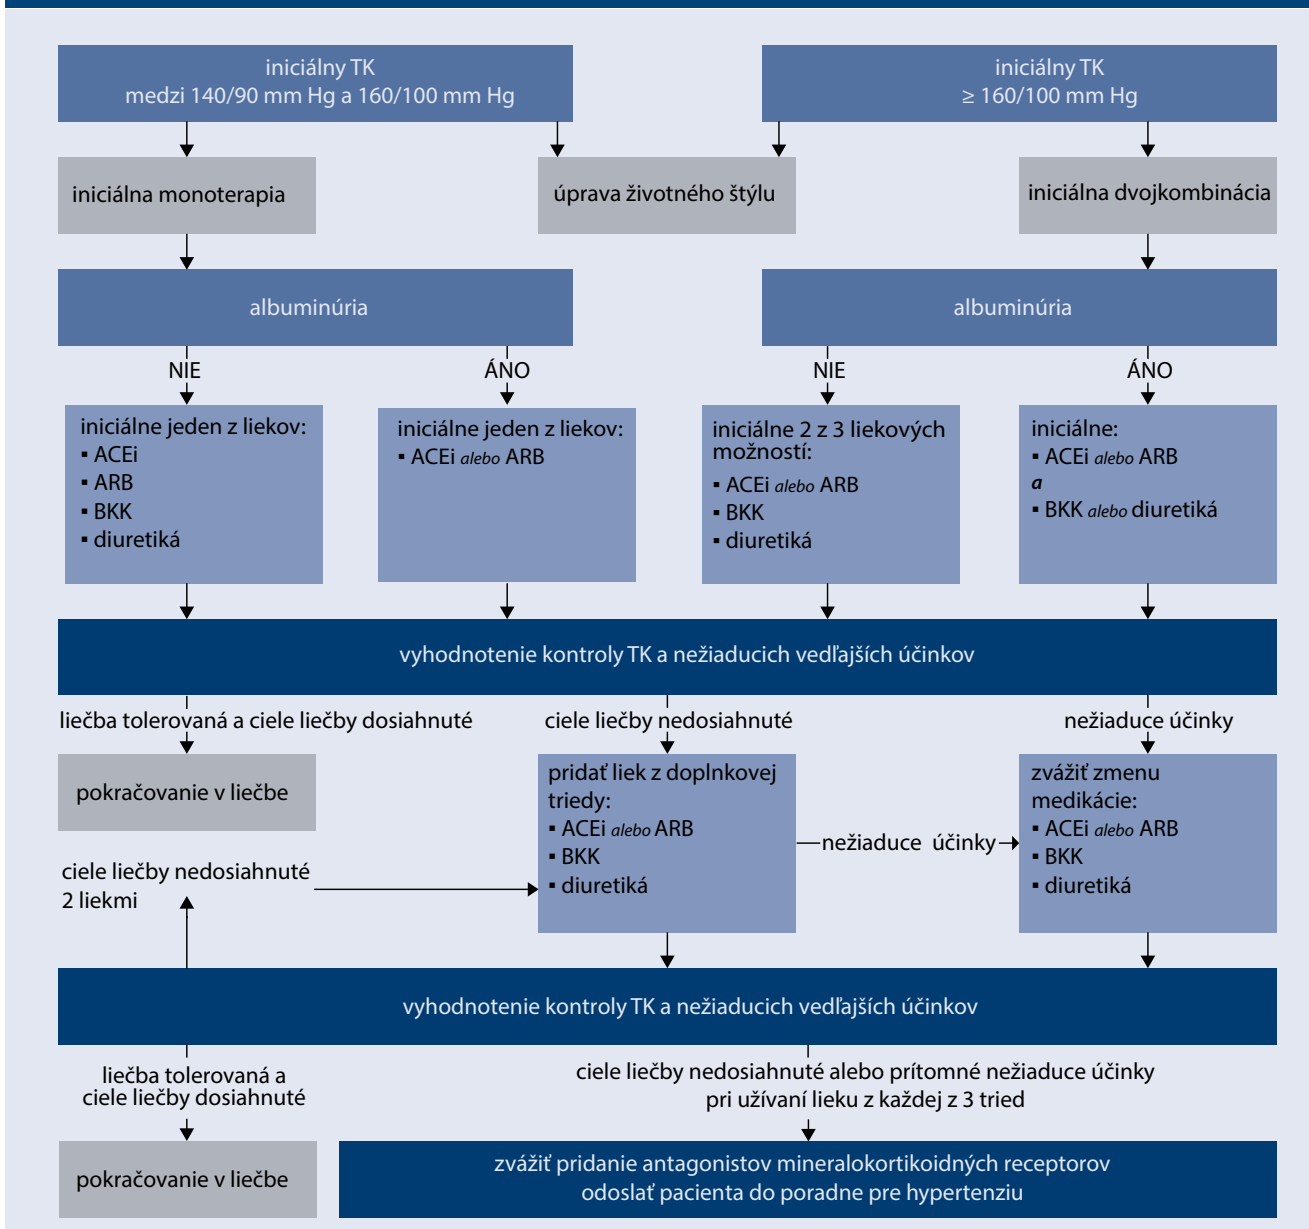 iniciálny TK
medzi 140/90 mm Hg a 160/100 mm Hg
iniciálny TK
≥ 160/100 mm Hg
iniciálna monoterapia
úprava životného štýlu
iniciálna dvojkombinácia
albuminúria
albuminúria
NIE
ÁNO
NIE
ÁNO
iniciálne jeden z liekov:
▪ ACEi
▪ ARB
▪ BKK
▪ diuretiká
iniciálne jeden z liekov:
▪ ACEi alebo ARB
iniciálne 2 z 3 liekových
možností:
▪ ACEi alebo ARB
▪ BKK
▪ diuretiká
iniciálne:
▪ ACEi alebo ARB
a
▪ BKK alebo diuretiká
vyhodnotenie kontroly TK a nežiaducich vedľajších účinkov
liečba tolerovaná a ciele liečby dosiahnuté
ciele liečby nedosiahnuté
nežiaduce účinky
pokračovanie v liečbe
pridať liek z doplnkovej
triedy:
▪ ACEi alebo ARB
▪ BKK
▪ diuretiká
nežiaduce účinky
zvážiť zmenu
medikácie:
▪ ACEi alebo ARB
▪ BKK
▪ diuretiká
ciele liečby nedosiahnuté
2 liekmi
vyhodnotenie kontroly TK a nežiaducich vedľajších účinkov
liečba tolerovaná a
ciele liečby dosiahnuté
ciele liečby nedosiahnuté alebo prítomné nežiaduce účinky
pri užívaní lieku z každej z 3 tried
pokračovanie v liečbe
zvážiť pridanie antagonistov mineralokortikoidných receptorov
odoslať pacienta do poradne pre hypertenziu